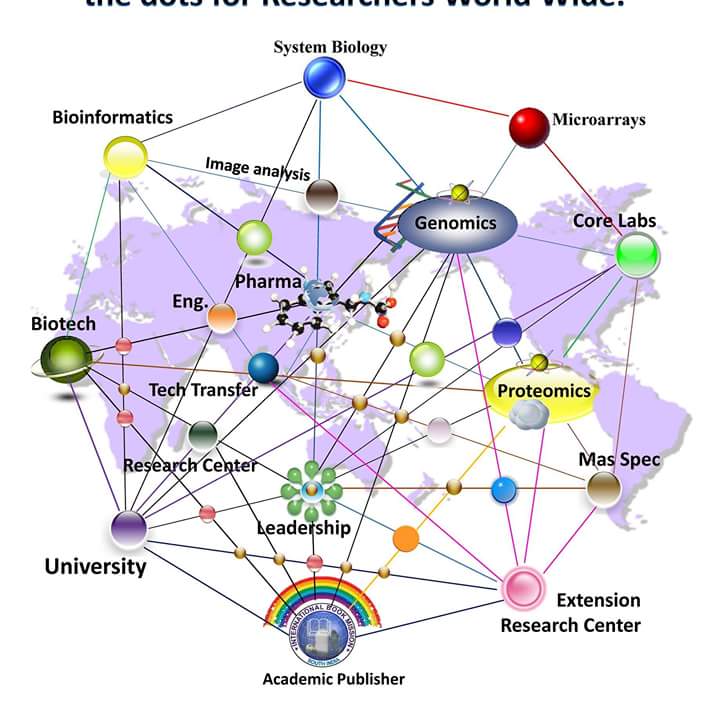 the dots for Researchers World Wide.
System Biology
Bioinformatics
Microarrays
Image analysis
Genomics
Core Labs
Pharma
Eng.
Biotech
Tech Transfer
Proteomics
Research Center
Mas Spec
Leadership
University
Extension
Research Center
INTERNATIONAL BOOK MISSION
SOUTH INDIA
Academic Publisher